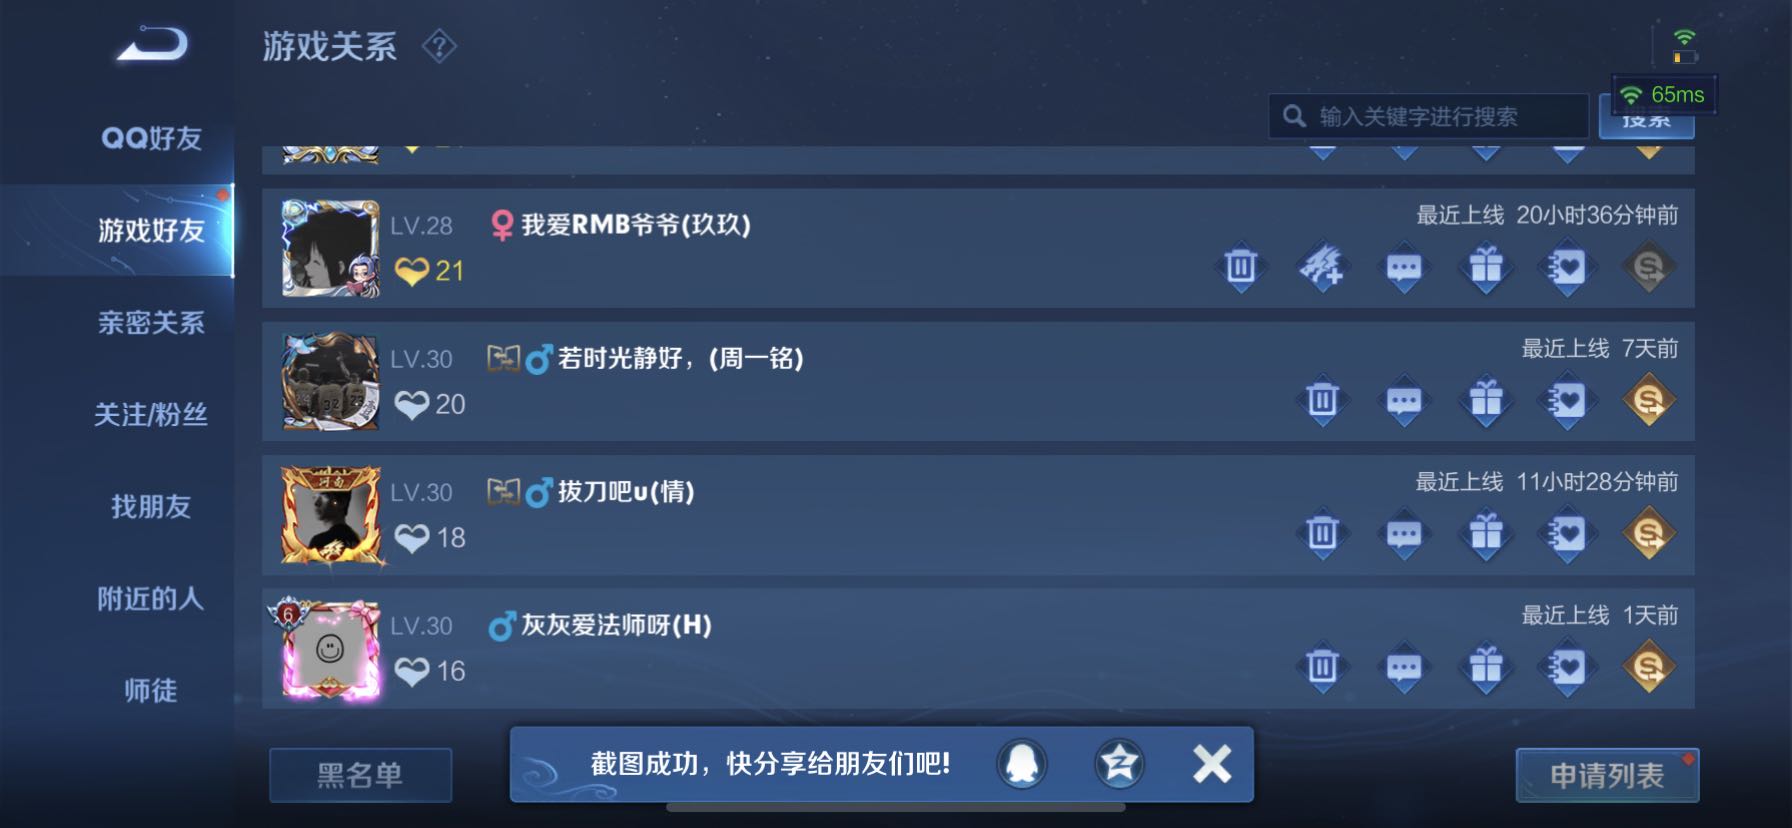 游戏关系 ?
65ms
输入关键字进行搜索 搜索
QQ好友
游戏好友
亲密关系
关注/粉丝
找朋友
附近的人
师徒
LV.28 我爱RMB爷爷(玖玖)
最近上线 20小时36分钟前
21
LV.30 若时光静好，(周一铭)
最近上线 7天前
20
LV.30 拔刀吧u(情)
最近上线 11小时28分钟前
18
6
LV.30 灰灰爱法师呀(H)
最近上线 1天前
16
黑名单
截图成功，快分享给朋友们吧!
申请列表